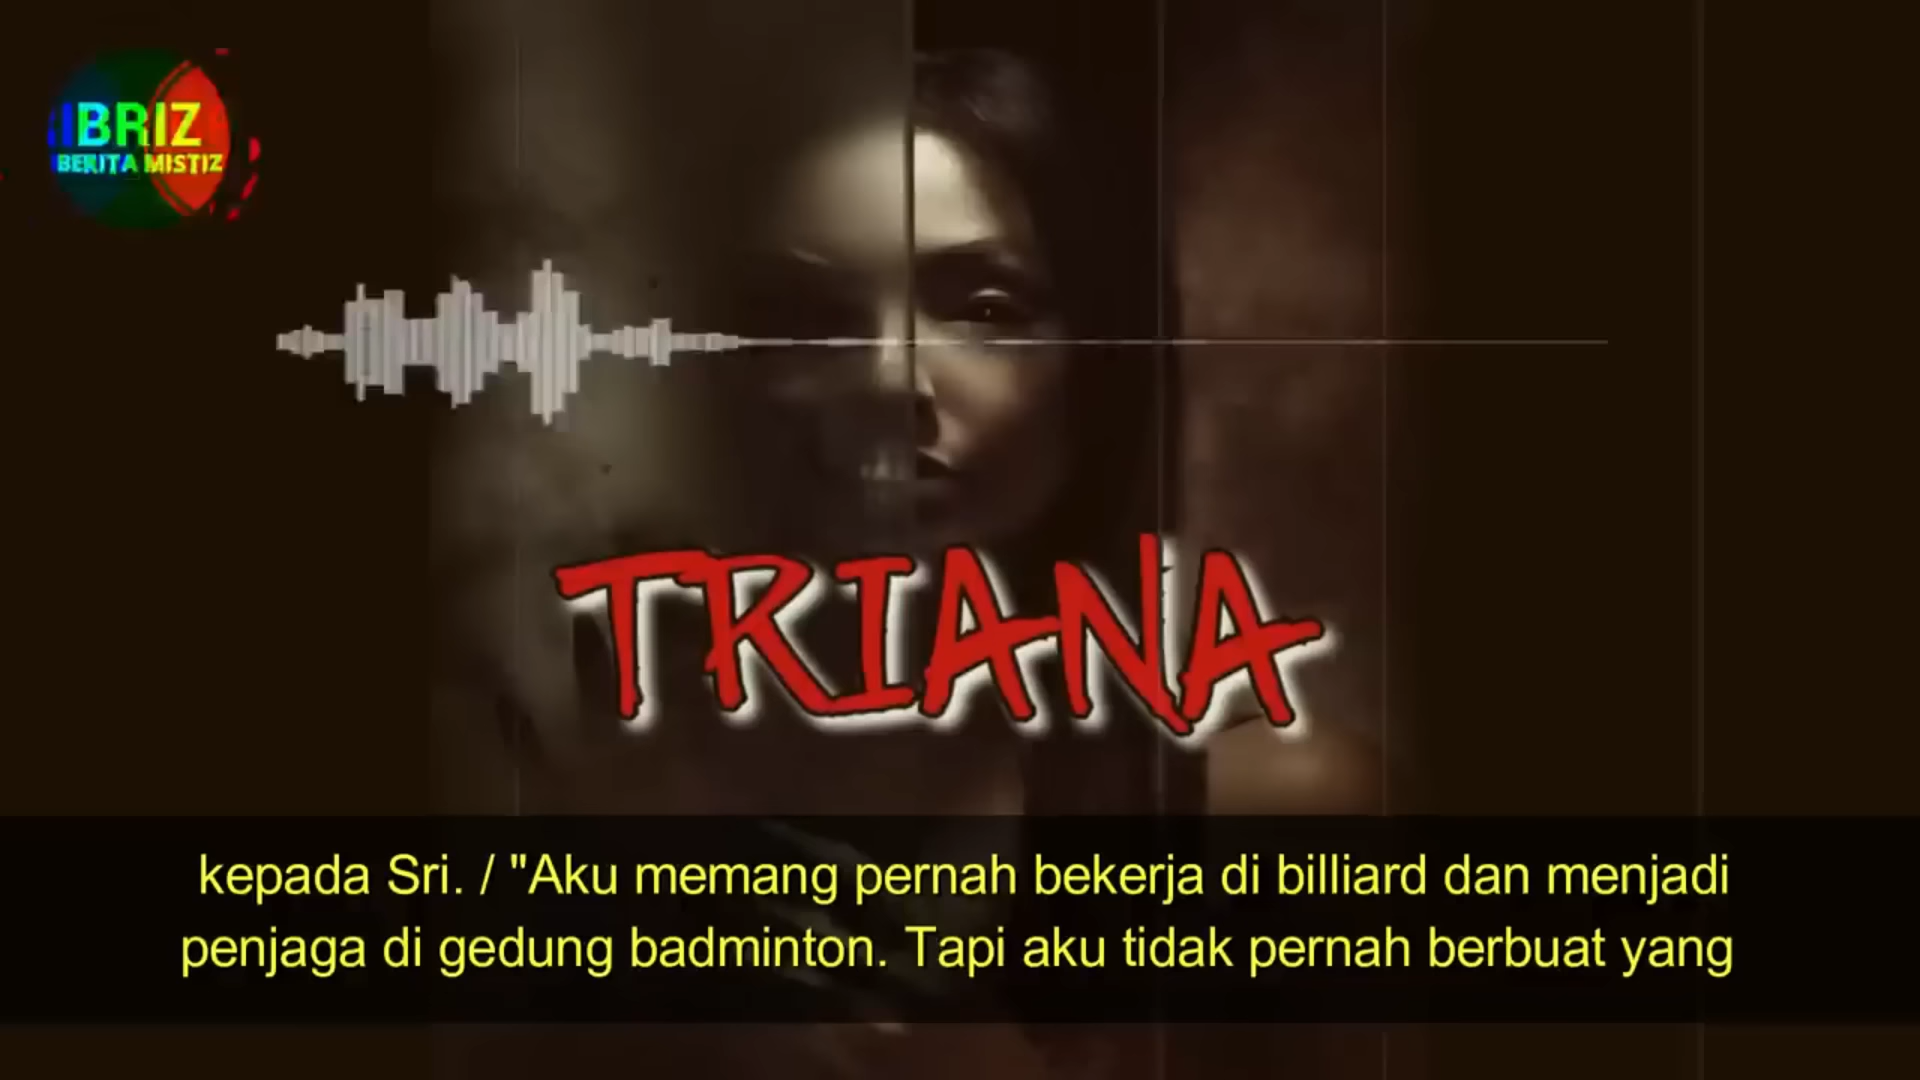 IBRIZ
BERITA MISTIZ
TRIANA
kepada Sri. / "Aku memang pernah bekerja di billiard dan menjadi
penjaga di gedung badminton. Tapi aku tidak pernah berbuat yang